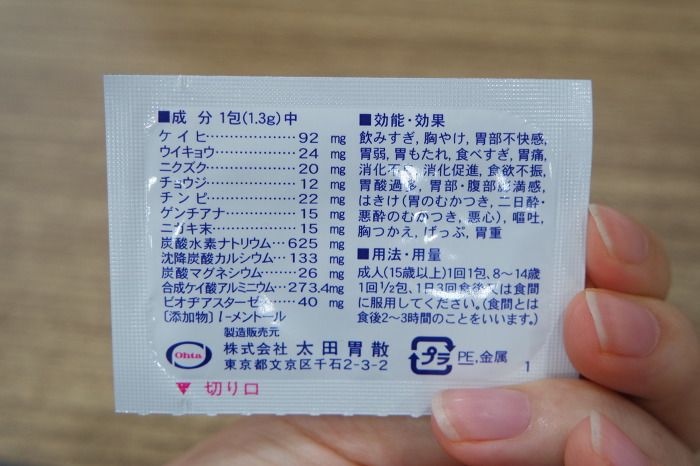 ■成 分 1包(1.3g)中
ケイヒ…………………92 mg
ウイキョウ……………24 mg
ニクズク………………20 mg
チョウジ………………12 mg
チンピ…………………22 mg
ゲンチアナ……………15 mg
ニガキ末………………15 mg
炭酸水素ナトリウム…625 mg
沈降炭酸カルシウム…133 mg
炭酸マグネシウム……26 mg
合成ケイ酸アルミニウム…273.4mg
ビオヂアスターゼ……40 mg
〔添加物〕l-メントール
製造販売元
Ohta
株式会社 太田胃散
東京都文京区千石2-3-2
▼ 切り口
■効能・効果
飲みすぎ, 胸やけ, 胃部不快感,
胃弱, 胃もたれ, 食べすぎ, 胃痛,
消化不良, 消化促進, 食欲不振,
胃酸過多, 胃部・腹部膨満感,
はきけ(胃のむかつき, 二日酔・
悪酔のむかつき, 悪心), 嘔吐,
胸つかえ, げっぷ, 胃重
■用法・用量
成人(15歳以上)1回1包, 8〜14歳
1回1/2包, 1日3回食後又は食間
に服用してください。(食間とは
食後2〜3時間のことをいいます。)
プラ PE,金属
1